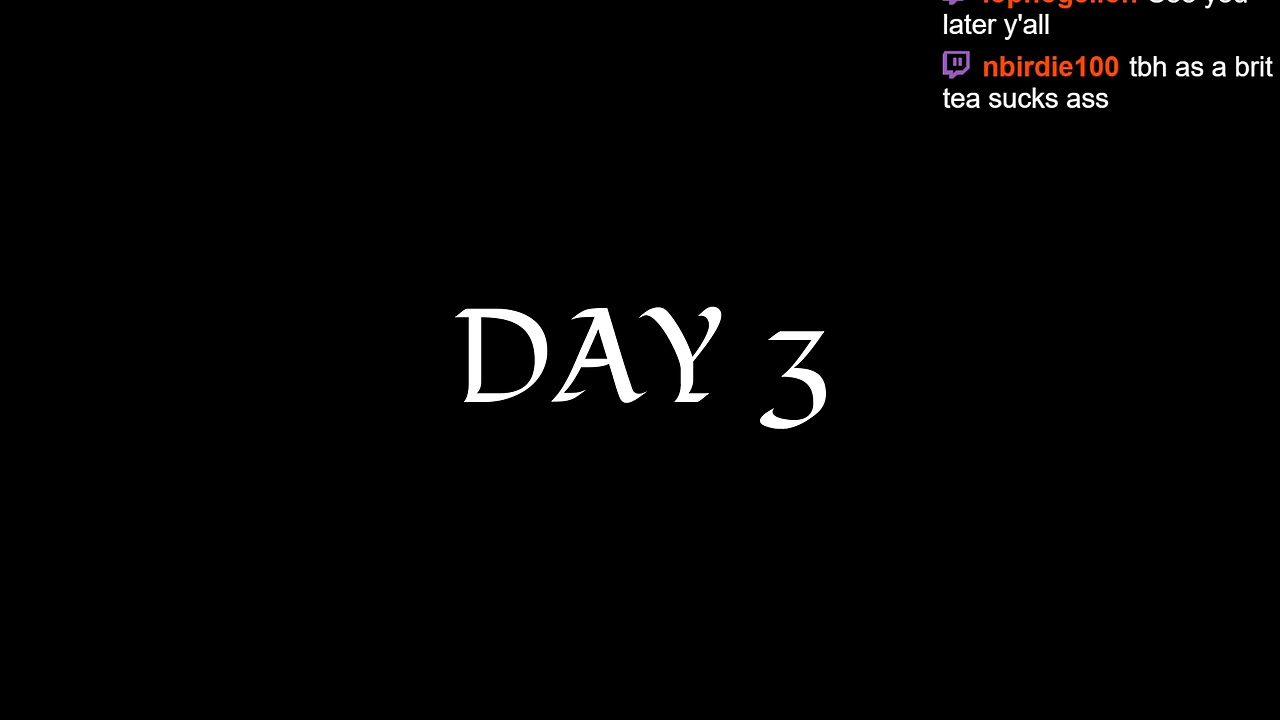 later y'all
nbirdie100 tbh as a brit
tea sucks ass
DAY 3